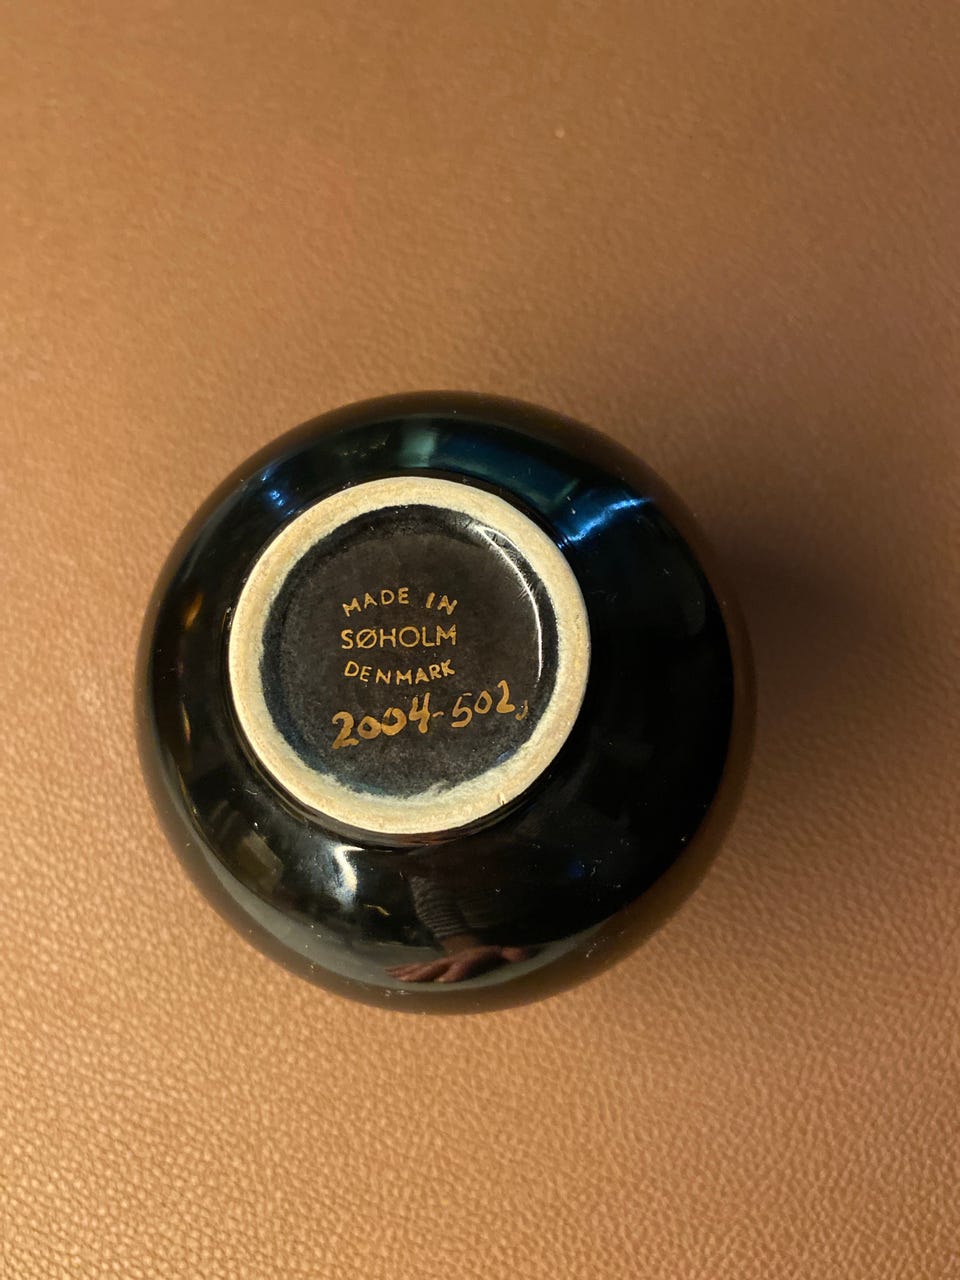 MADE IN
SØHOLM
DENMARK
2004-502,